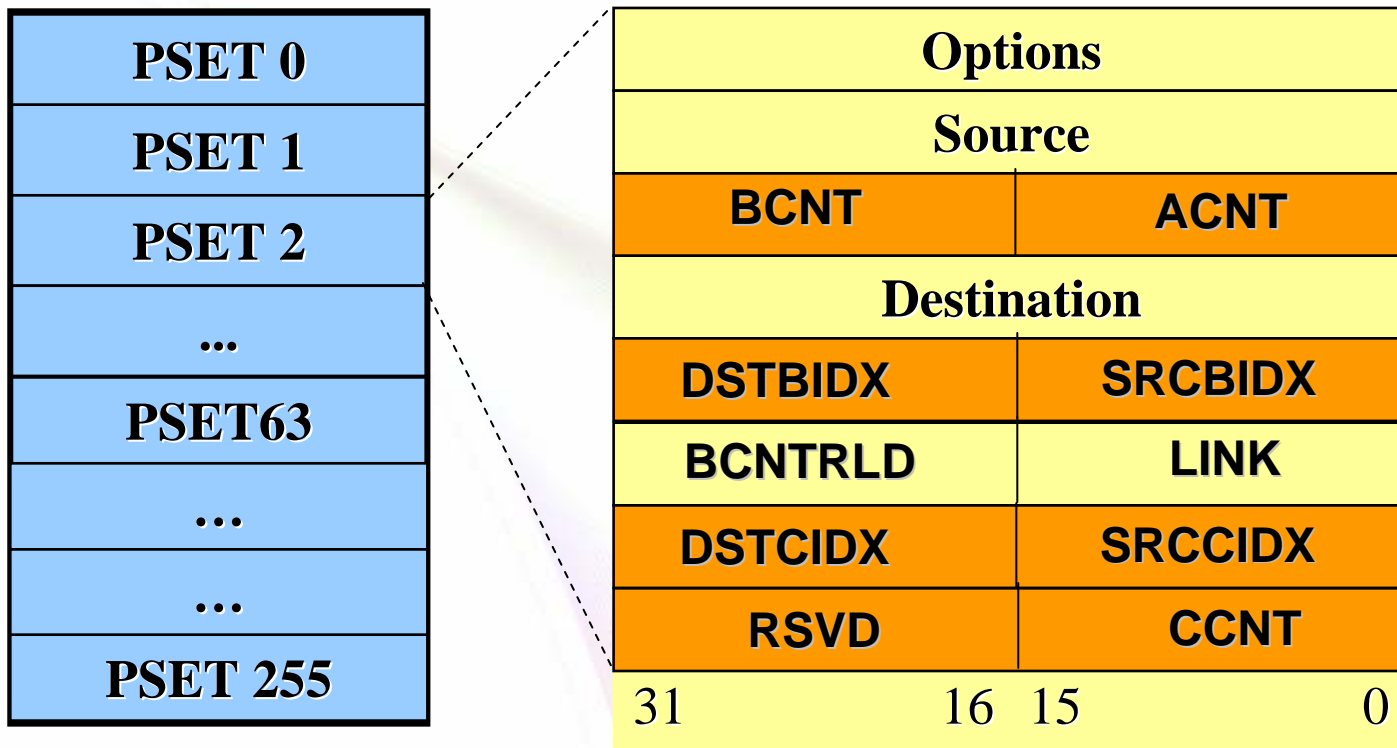 PSET 0
PSET 1
PSET 2
...
PSET63
…
…
PSET 255
Options
Source
BCNT ACNT
Destination
DSTBIDX SRCBIDX
BCNTRLD LINK
DSTCIDX SRCCIDX
RSVD CCNT
31 16 15 0